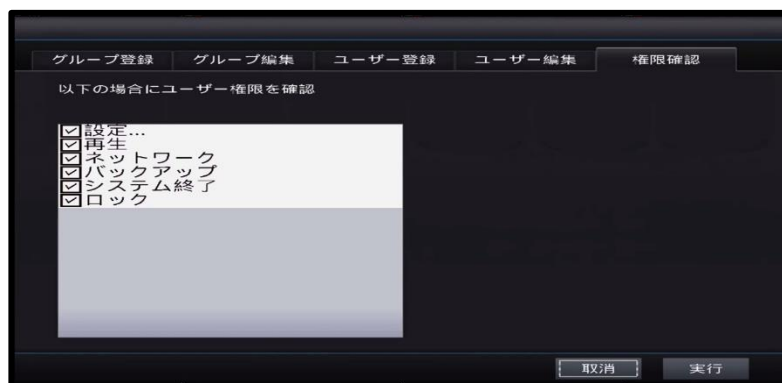 グループ登録 グループ編集 ユーザー登録 ユーザー編集 権限確認
以下の場合にユーザー権限を確認
設定...
再生
ネットワーク
バックアップ
システム終了
ロック
取消 実行